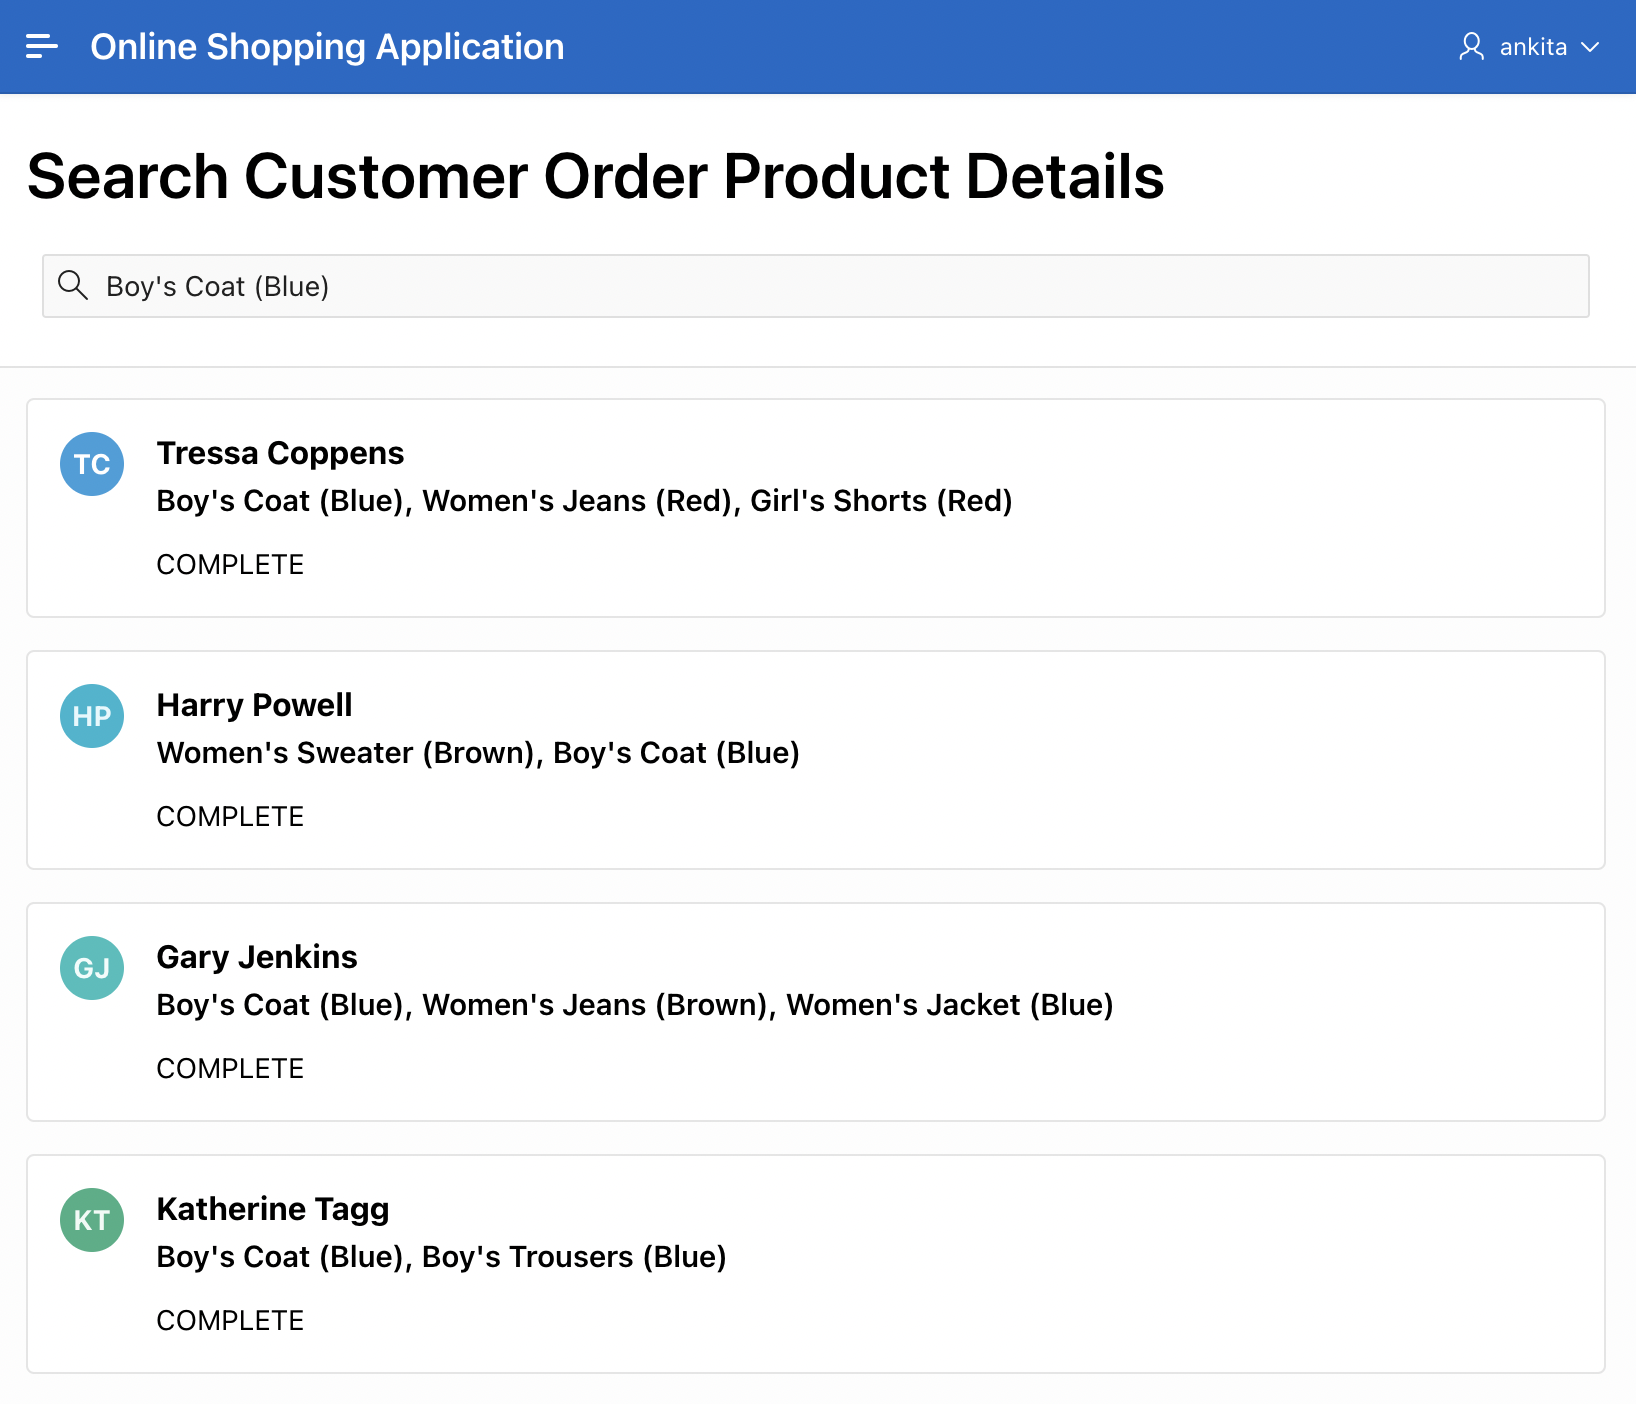 Online Shopping Application
ankita
Search Customer Order Product Details
Boy's Coat (Blue)
TC
Tressa Coppens
Boy's Coat (Blue), Women's Jeans (Red), Girl's Shorts (Red)
COMPLETE
HP
Harry Powell
Women's Sweater (Brown), Boy's Coat (Blue)
COMPLETE
GJ
Gary Jenkins
Boy's Coat (Blue), Women's Jeans (Brown), Women's Jacket (Blue)
COMPLETE
KT
Katherine Tagg
Boy's Coat (Blue), Boy's Trousers (Blue)
COMPLETE